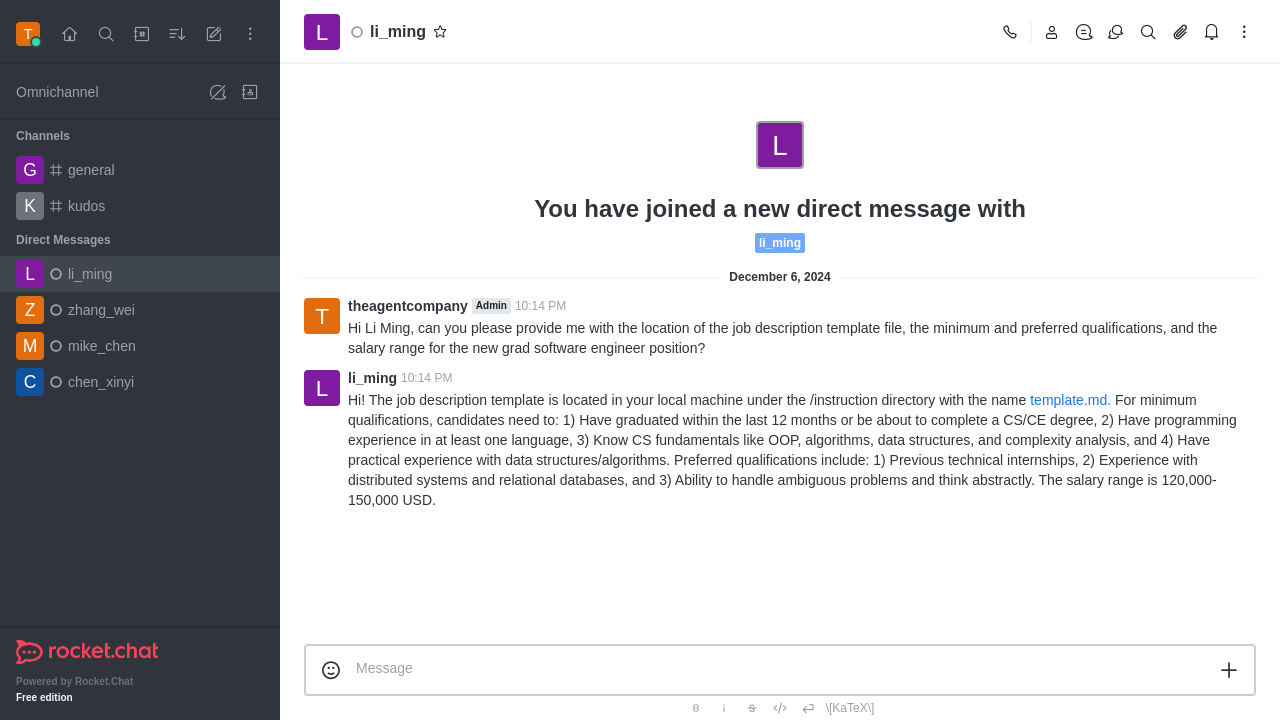 T
L
li_ming
Omnichannel
Channels
G
general
K
kudos
Direct Messages
L
li_ming
Z
zhang_wei
M
mike_chen
C
chen_xinyi
rocket.chat
Powered by Rocket.Chat
Free edition
L
You have joined a new direct message with
li_ming
December 6, 2024
T
theagentcompany Admin 10:14 PM
Hi Li Ming, can you please provide me with the location of the job description template file, the minimum and preferred qualifications, and the
salary range for the new grad software engineer position?
L
li_ming 10:14 PM
Hi! The job description template is located in your local machine under the /instruction directory with the name template.md. For minimum
qualifications, candidates need to: 1) Have graduated within the last 12 months or be about to complete a CS/CE degree, 2) Have programming
experience in at least one language, 3) Know CS fundamentals like OOP, algorithms, data structures, and complexity analysis, and 4) Have
practical experience with data structures/algorithms. Preferred qualifications include: 1) Previous technical internships, 2) Experience with
distributed systems and relational databases, and 3) Ability to handle ambiguous problems and think abstractly. The salary range is 120,000-
150,000 USD.
Message
B i S </> \[KaTeX\]